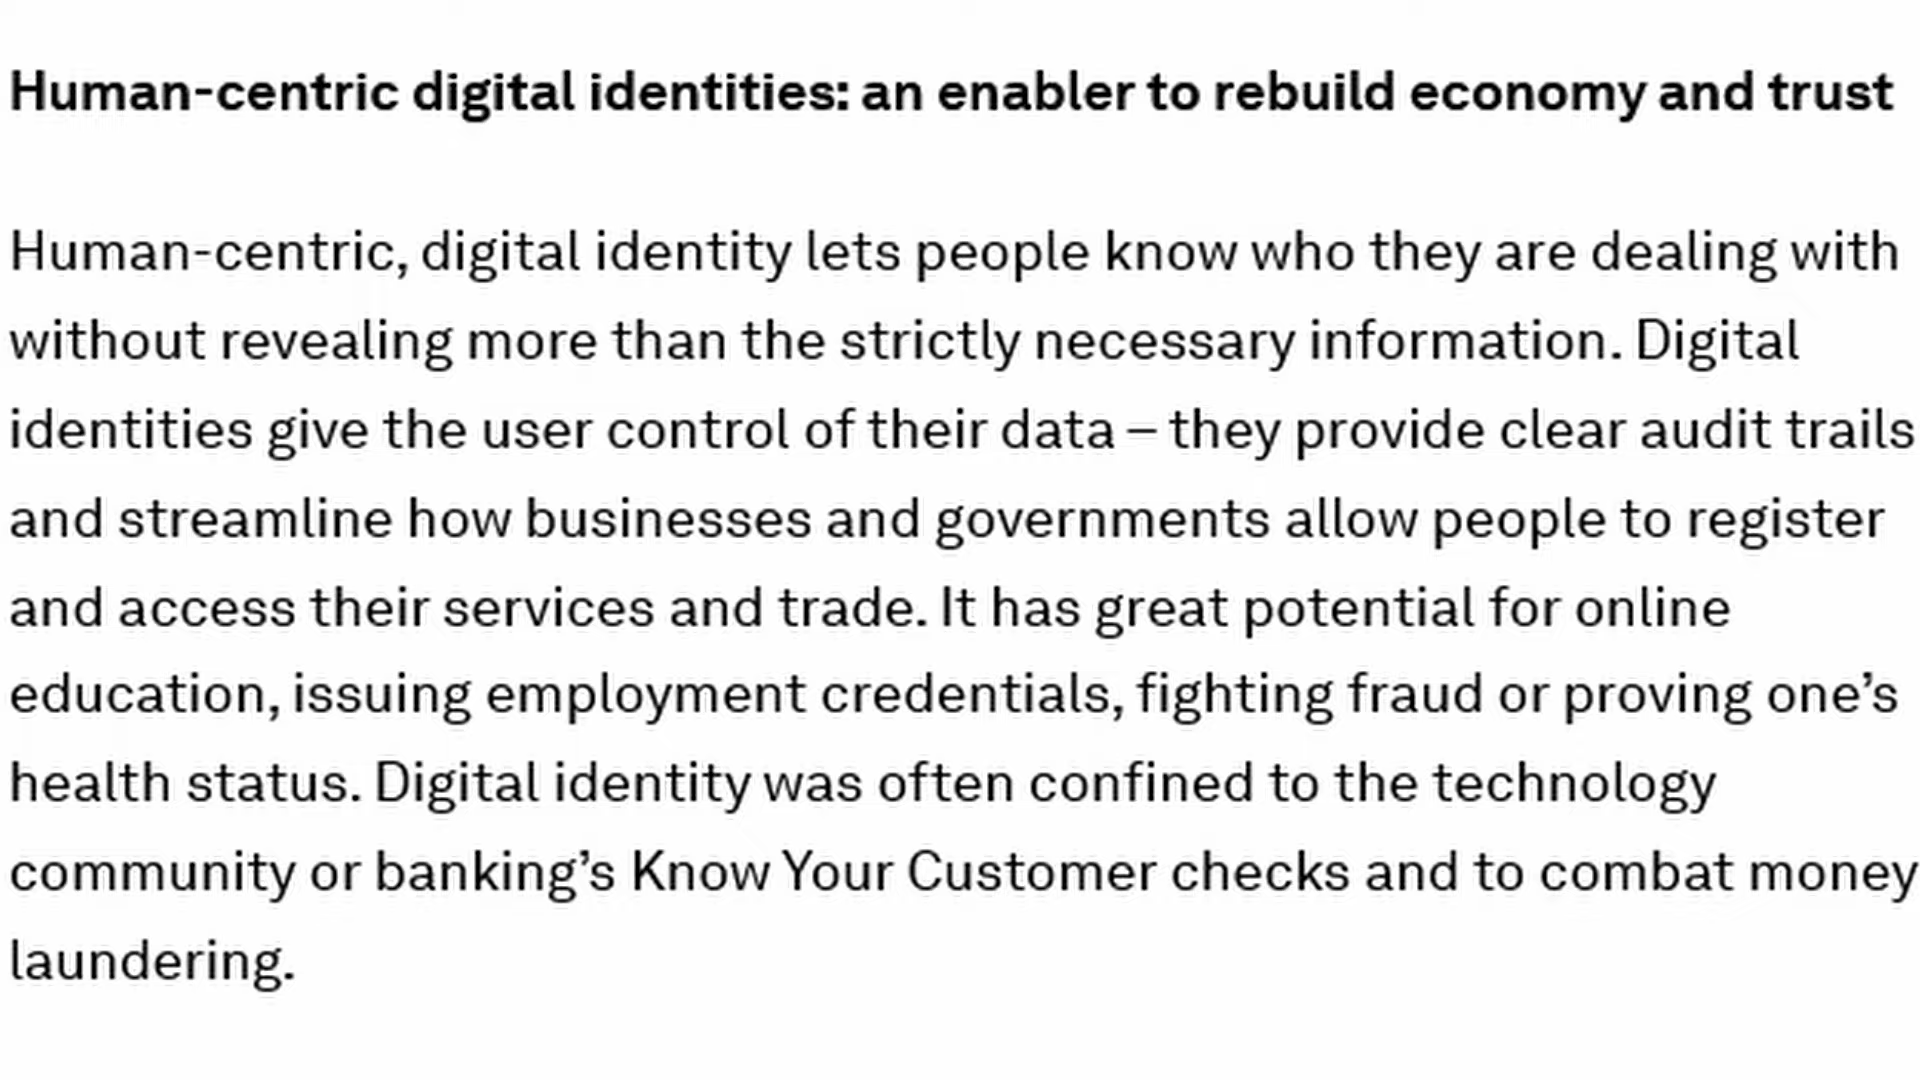 Human-centric digital identities: an enabler to rebuild economy and trust
Human-centric, digital identity lets people know who they are dealing with
without revealing more than the strictly necessary information. Digital
identities give the user control of their data – they provide clear audit trails
and streamline how businesses and governments allow people to register
and access their services and trade. It has great potential for online
education, issuing employment credentials, fighting fraud or proving one’s
health status. Digital identity was often confined to the technology
community or banking’s Know Your Customer checks and to combat money
laundering.